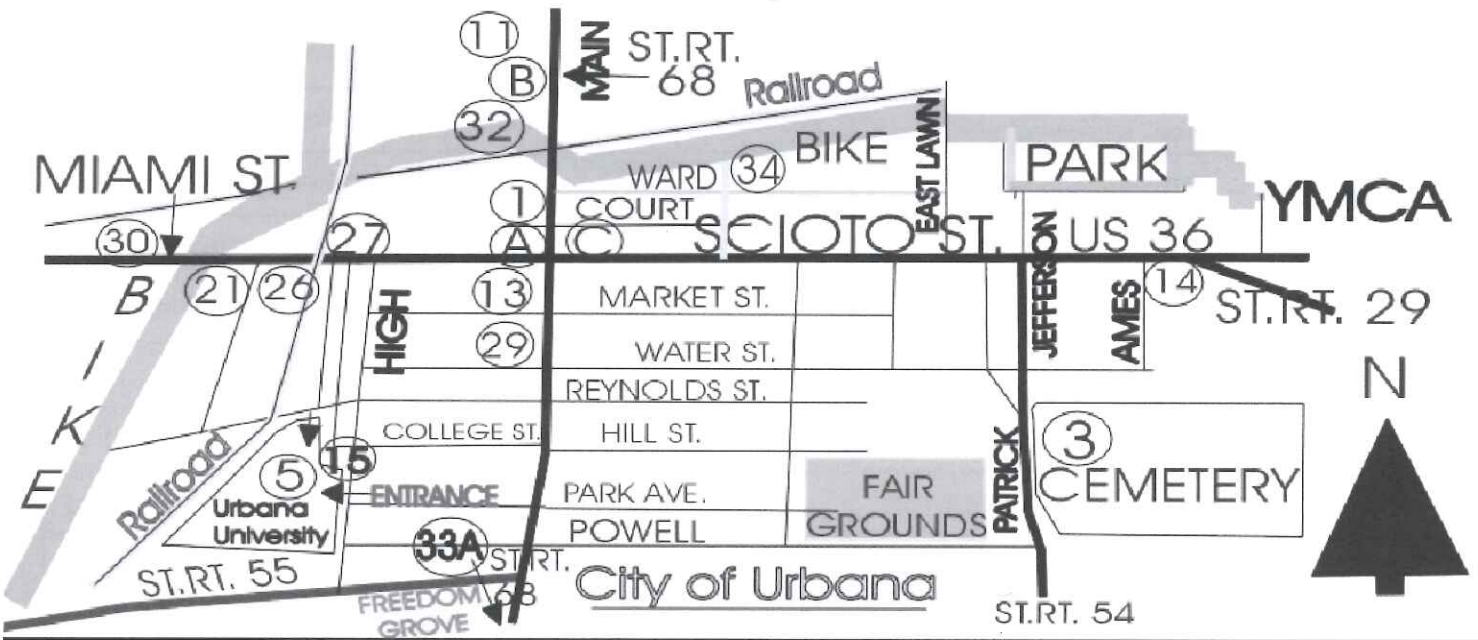 11
MAIN
ST.RT.
68
B
Railroad
32
BIKE
EAST LAWN
PARK
MIAMI ST.
WARD
34
YMCA
1
COURT
30
27
A
C
SCIOTO ST.
JEFFERSON
US 36
B
I
K
E
21
26
HIGH
13
MARKET ST.
AMES
14
ST.RT. 29
29
WATER ST.
N
REYNOLDS ST.
COLLEGE ST.
HILL ST.
3
CEMETERY
Railroad
5
15
ENTRANCE
PARK AVE.
FAIR
GROUNDS
PATRICK
Urbana
University
POWELL
33A
ST.RT.
68
ST.RT. 55
FREEDOM
GROVE
City of Urbana
ST.RT. 54